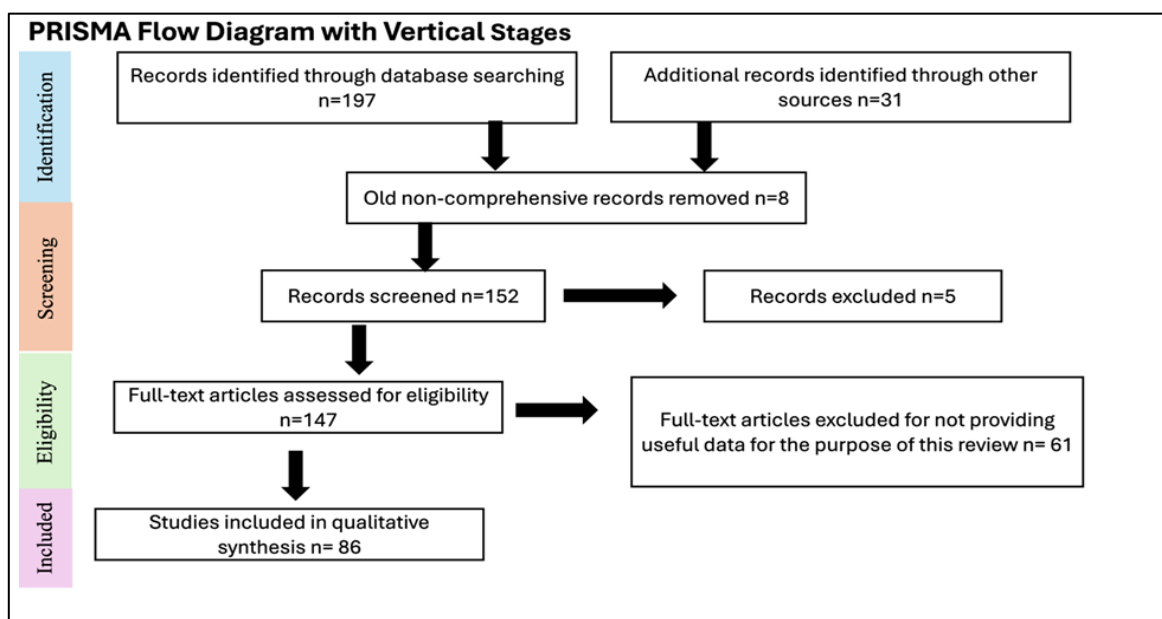 PRISMA Flow Diagram with Vertical Stages
Identification
Records identified through database searching
n=197
Additional records identified through other
sources n=31
Old non-comprehensive records removed n=8
Screening
Records screened n=152
Records excluded n=5
Eligibility
Full-text articles assessed for eligibility
n=147
Full-text articles excluded for not providing
useful data for the purpose of this review n= 61
Included
Studies included in qualitative
synthesis n= 86